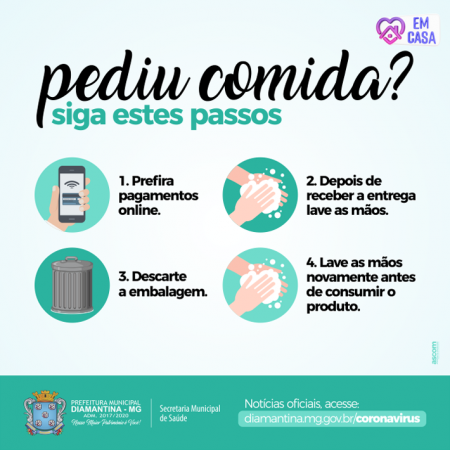 EM
CASA
pediu comida?
siga estes passos
1. Prefira
pagamentos
online.
2. Depois de
receber a entrega
lave as mãos.
3. Descarte
a embalagem.
4. Lave as mãos
novamente antes
de consumir o
produto.
ascom
PREFEITURA MUNICIPAL
DIAMANTINA - MG
ADM. 2017/2020
Nosso Maior Patrimônio é Você!
Secretaria Municipal
de Saúde
Notícias oficiais, acesse:
diamantina.mg.gov.br/coronavirus